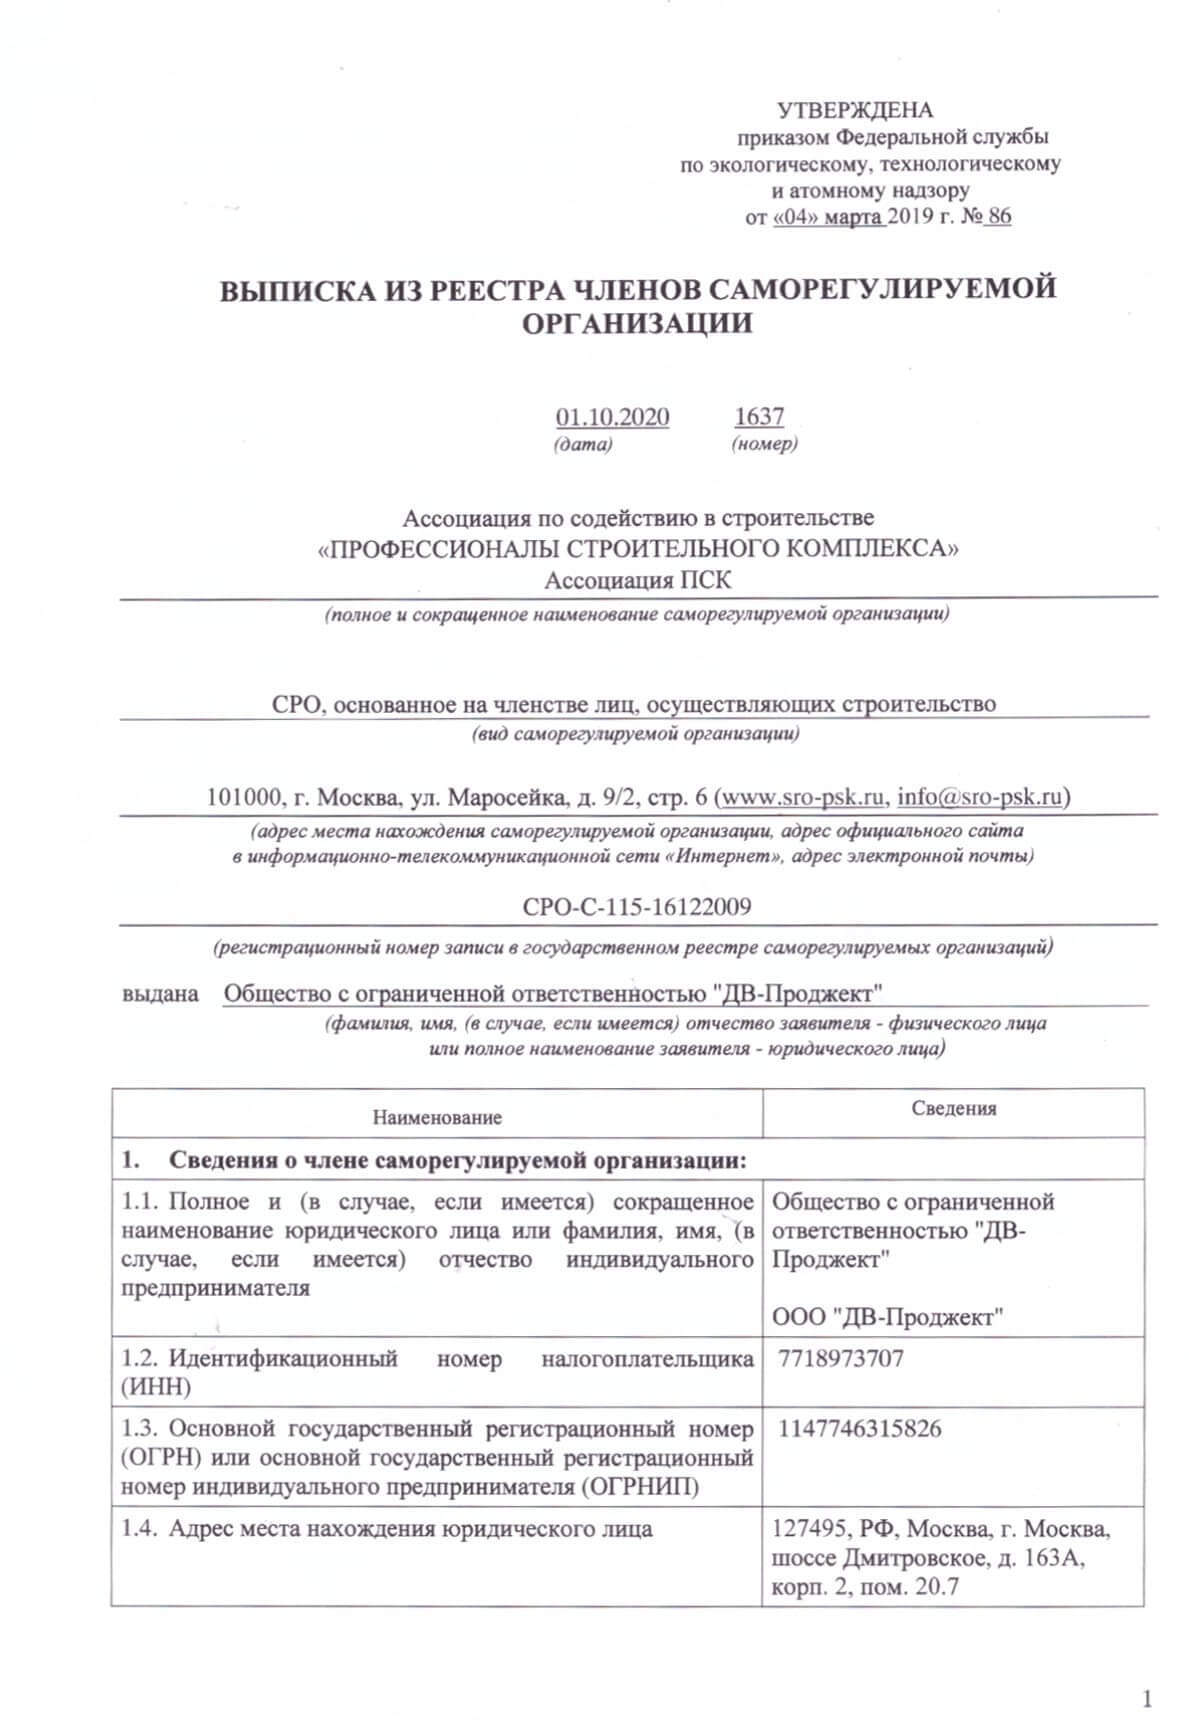 УТВЕРЖДЕНА
приказом Федеральной службы
по экологическому, технологическому
и атомному надзору
от «04» марта 2019 г. № 86
ВЫПИСКА ИЗ РЕЕСТРА ЧЛЕНОВ САМОРЕГУЛИРУЕМОЙ
ОРГАНИЗАЦИИ
01.10.2020 1637
(дата) (номер)
Ассоциация по содействию в строительстве
«ПРОФЕССИОНАЛЫ СТРОИТЕЛЬНОГО КОМПЛЕКСА»
Ассоциация ПСК
(полное и сокращенное наименование саморегулируемой организации)
СРО, основанное на членстве лиц, осуществляющих строительство
(вид саморегулируемой организации)
101000, г. Москва, ул. Маросейка, д. 9/2, стр. 6 (www.sro-psk.ru, info@sro-psk.ru)
(адрес места нахождения саморегулируемой организации, адрес официального сайта
в информационно-телекоммуникационной сети «Интернет», адрес электронной почты)
СРО-С-115-16122009
(регистрационный номер записи в государственном реестре саморегулируемых организаций)
выдана Общество с ограниченной ответственностью "ДВ-Проджект"
(фамилия, имя, (в случае, если имеется) отчество заявителя - физического лица
или полное наименование заявителя - юридического лица)
Наименование
Сведения
1. Сведения о члене саморегулируемой организации:
1.1. Полное и (в случае, если имеется) сокращенное
наименование юридического лица или фамилия, имя, (в
случае, если имеется) отчество индивидуального
предпринимателя
Общество с ограниченной
ответственностью "ДВ-
Проджект"
ООО "ДВ-Проджект"
1.2. Идентификационный номер налогоплательщика
(ИНН)
7718973707
1.3. Основной государственный регистрационный номер
(ОГРН) или основной государственный регистрационный
номер индивидуального предпринимателя (ОГРНИП)
1147746315826
1.4. Адрес места нахождения юридического лица
127495, РФ, Москва, г. Москва,
шоссе Дмитровское, д. 163А,
корп. 2, пом. 20.7
1